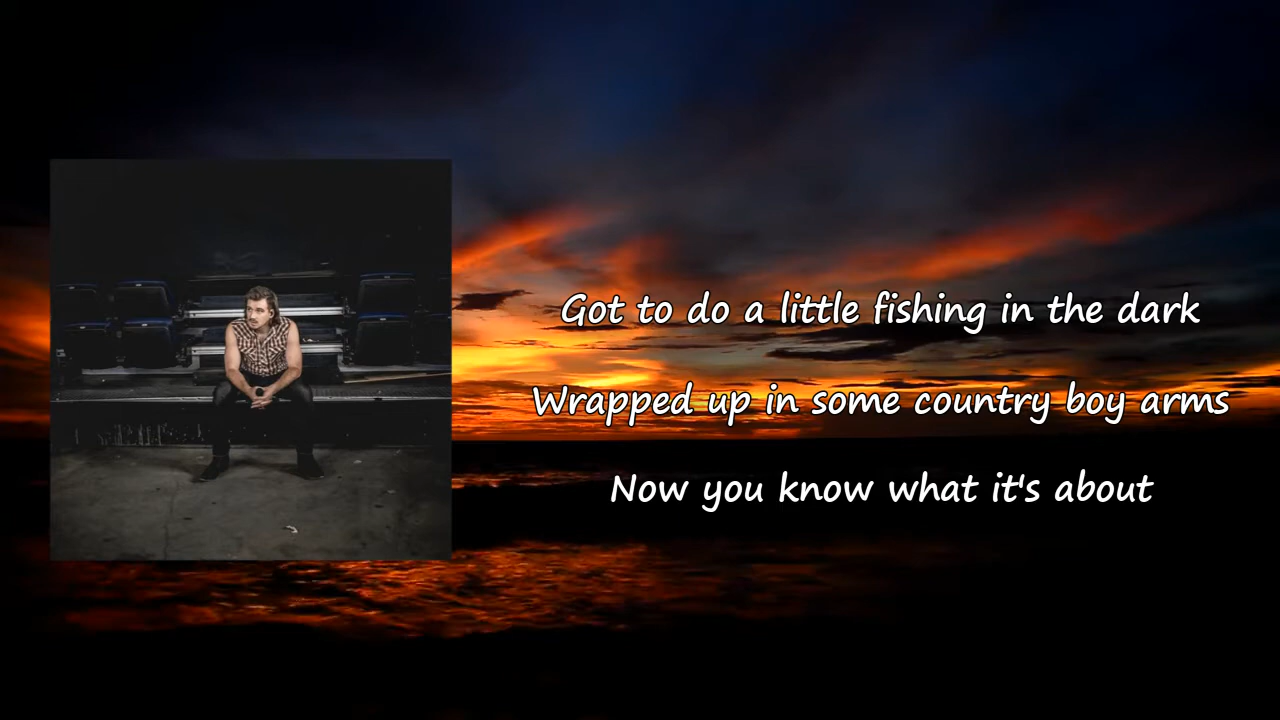 Got to do a little fishing in the dark
Wrapped up in some country boy arms
Now you know what it's about